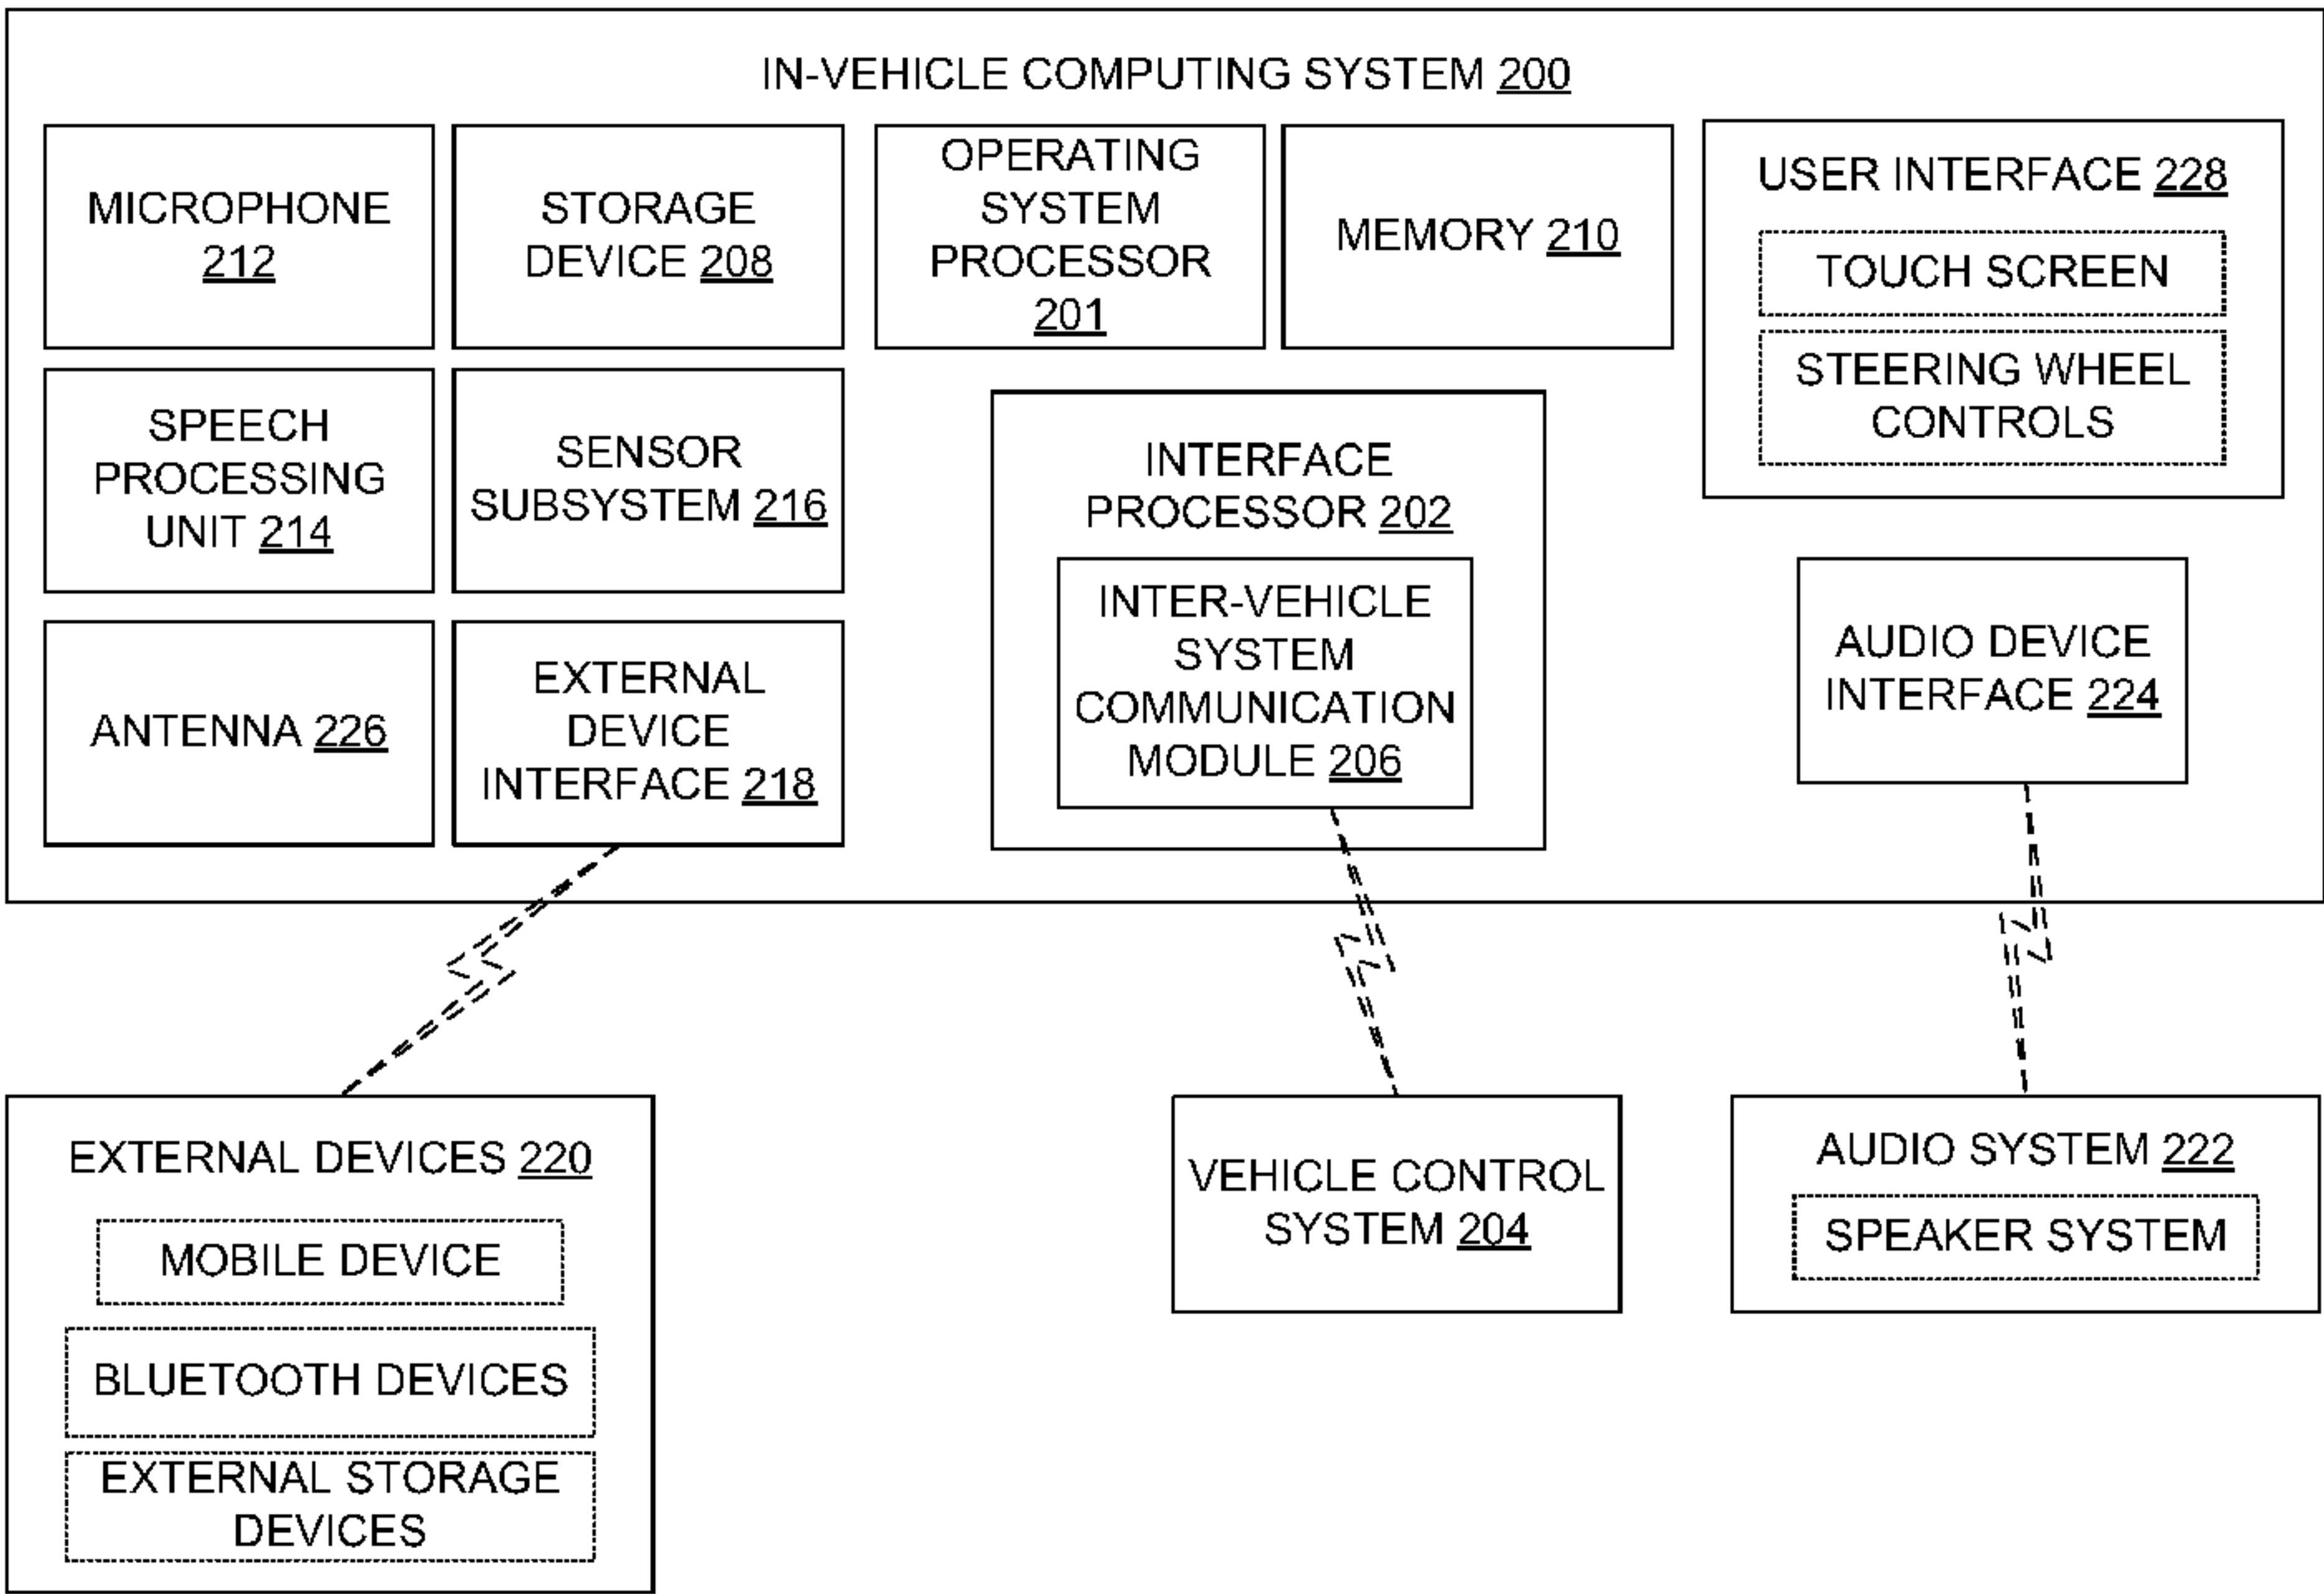 IN-VEHICLE COMPUTING SYSTEM 200
MICROPHONE
212
STORAGE
DEVICE 208
OPERATING
SYSTEM
PROCESSOR
201
MEMORY 210
USER INTERFACE 228
TOUCH SCREEN
STEERING WHEEL
CONTROLS
SPEECH
PROCESSING
UNIT 214
SENSOR
SUBSYSTEM 216
INTERFACE
PROCESSOR 202
INTER-VEHICLE
SYSTEM
COMMUNICATION
MODULE 206
AUDIO DEVICE
INTERFACE 224
ANTENNA 226
EXTERNAL
DEVICE
INTERFACE 218
EXTERNAL DEVICES 220
MOBILE DEVICE
BLUETOOTH DEVICES
EXTERNAL STORAGE
DEVICES
VEHICLE CONTROL
SYSTEM 204
AUDIO SYSTEM 222
SPEAKER SYSTEM